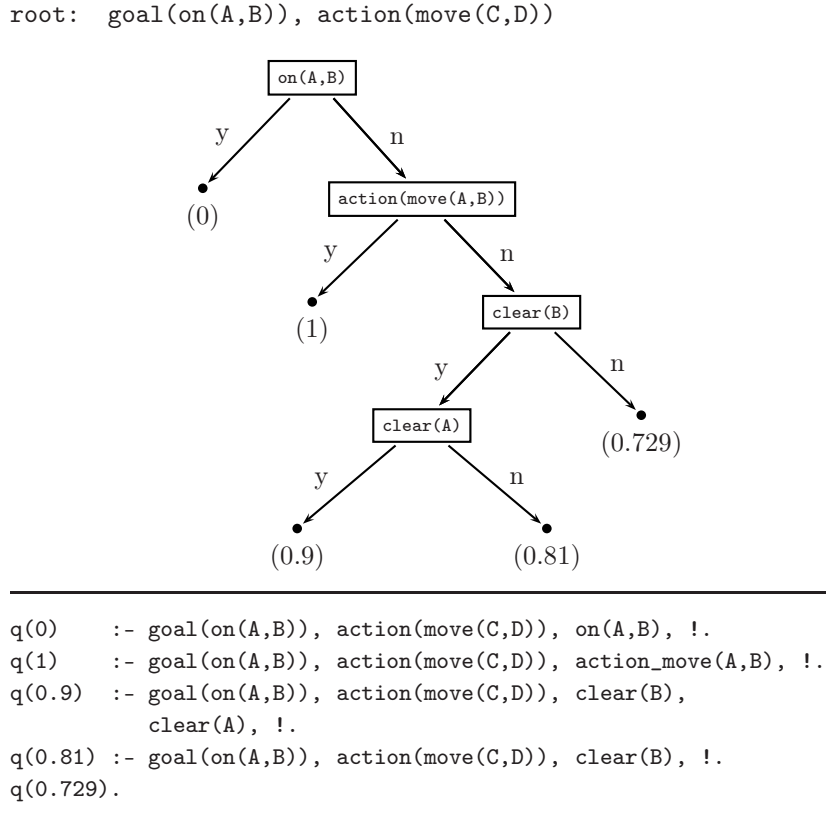 root: goal(on(A,B)), action(move(C,D))
on(A,B)
y
n
(0)
action(move(A,B))
y
n
(1)
clear(B)
y
n
clear(A)
(0.729)
y
n
(0.9)
(0.81)
q(0) :- goal(on(A,B)), action(move(C,D)), on(A,B), !.
q(1) :- goal(on(A,B)), action(move(C,D)), action_move(A,B), !.
q(0.9) :- goal(on(A,B)), action(move(C,D)), clear(B),
clear(A), !.
q(0.81) :- goal(on(A,B)), action(move(C,D)), clear(B), !.
q(0.729).